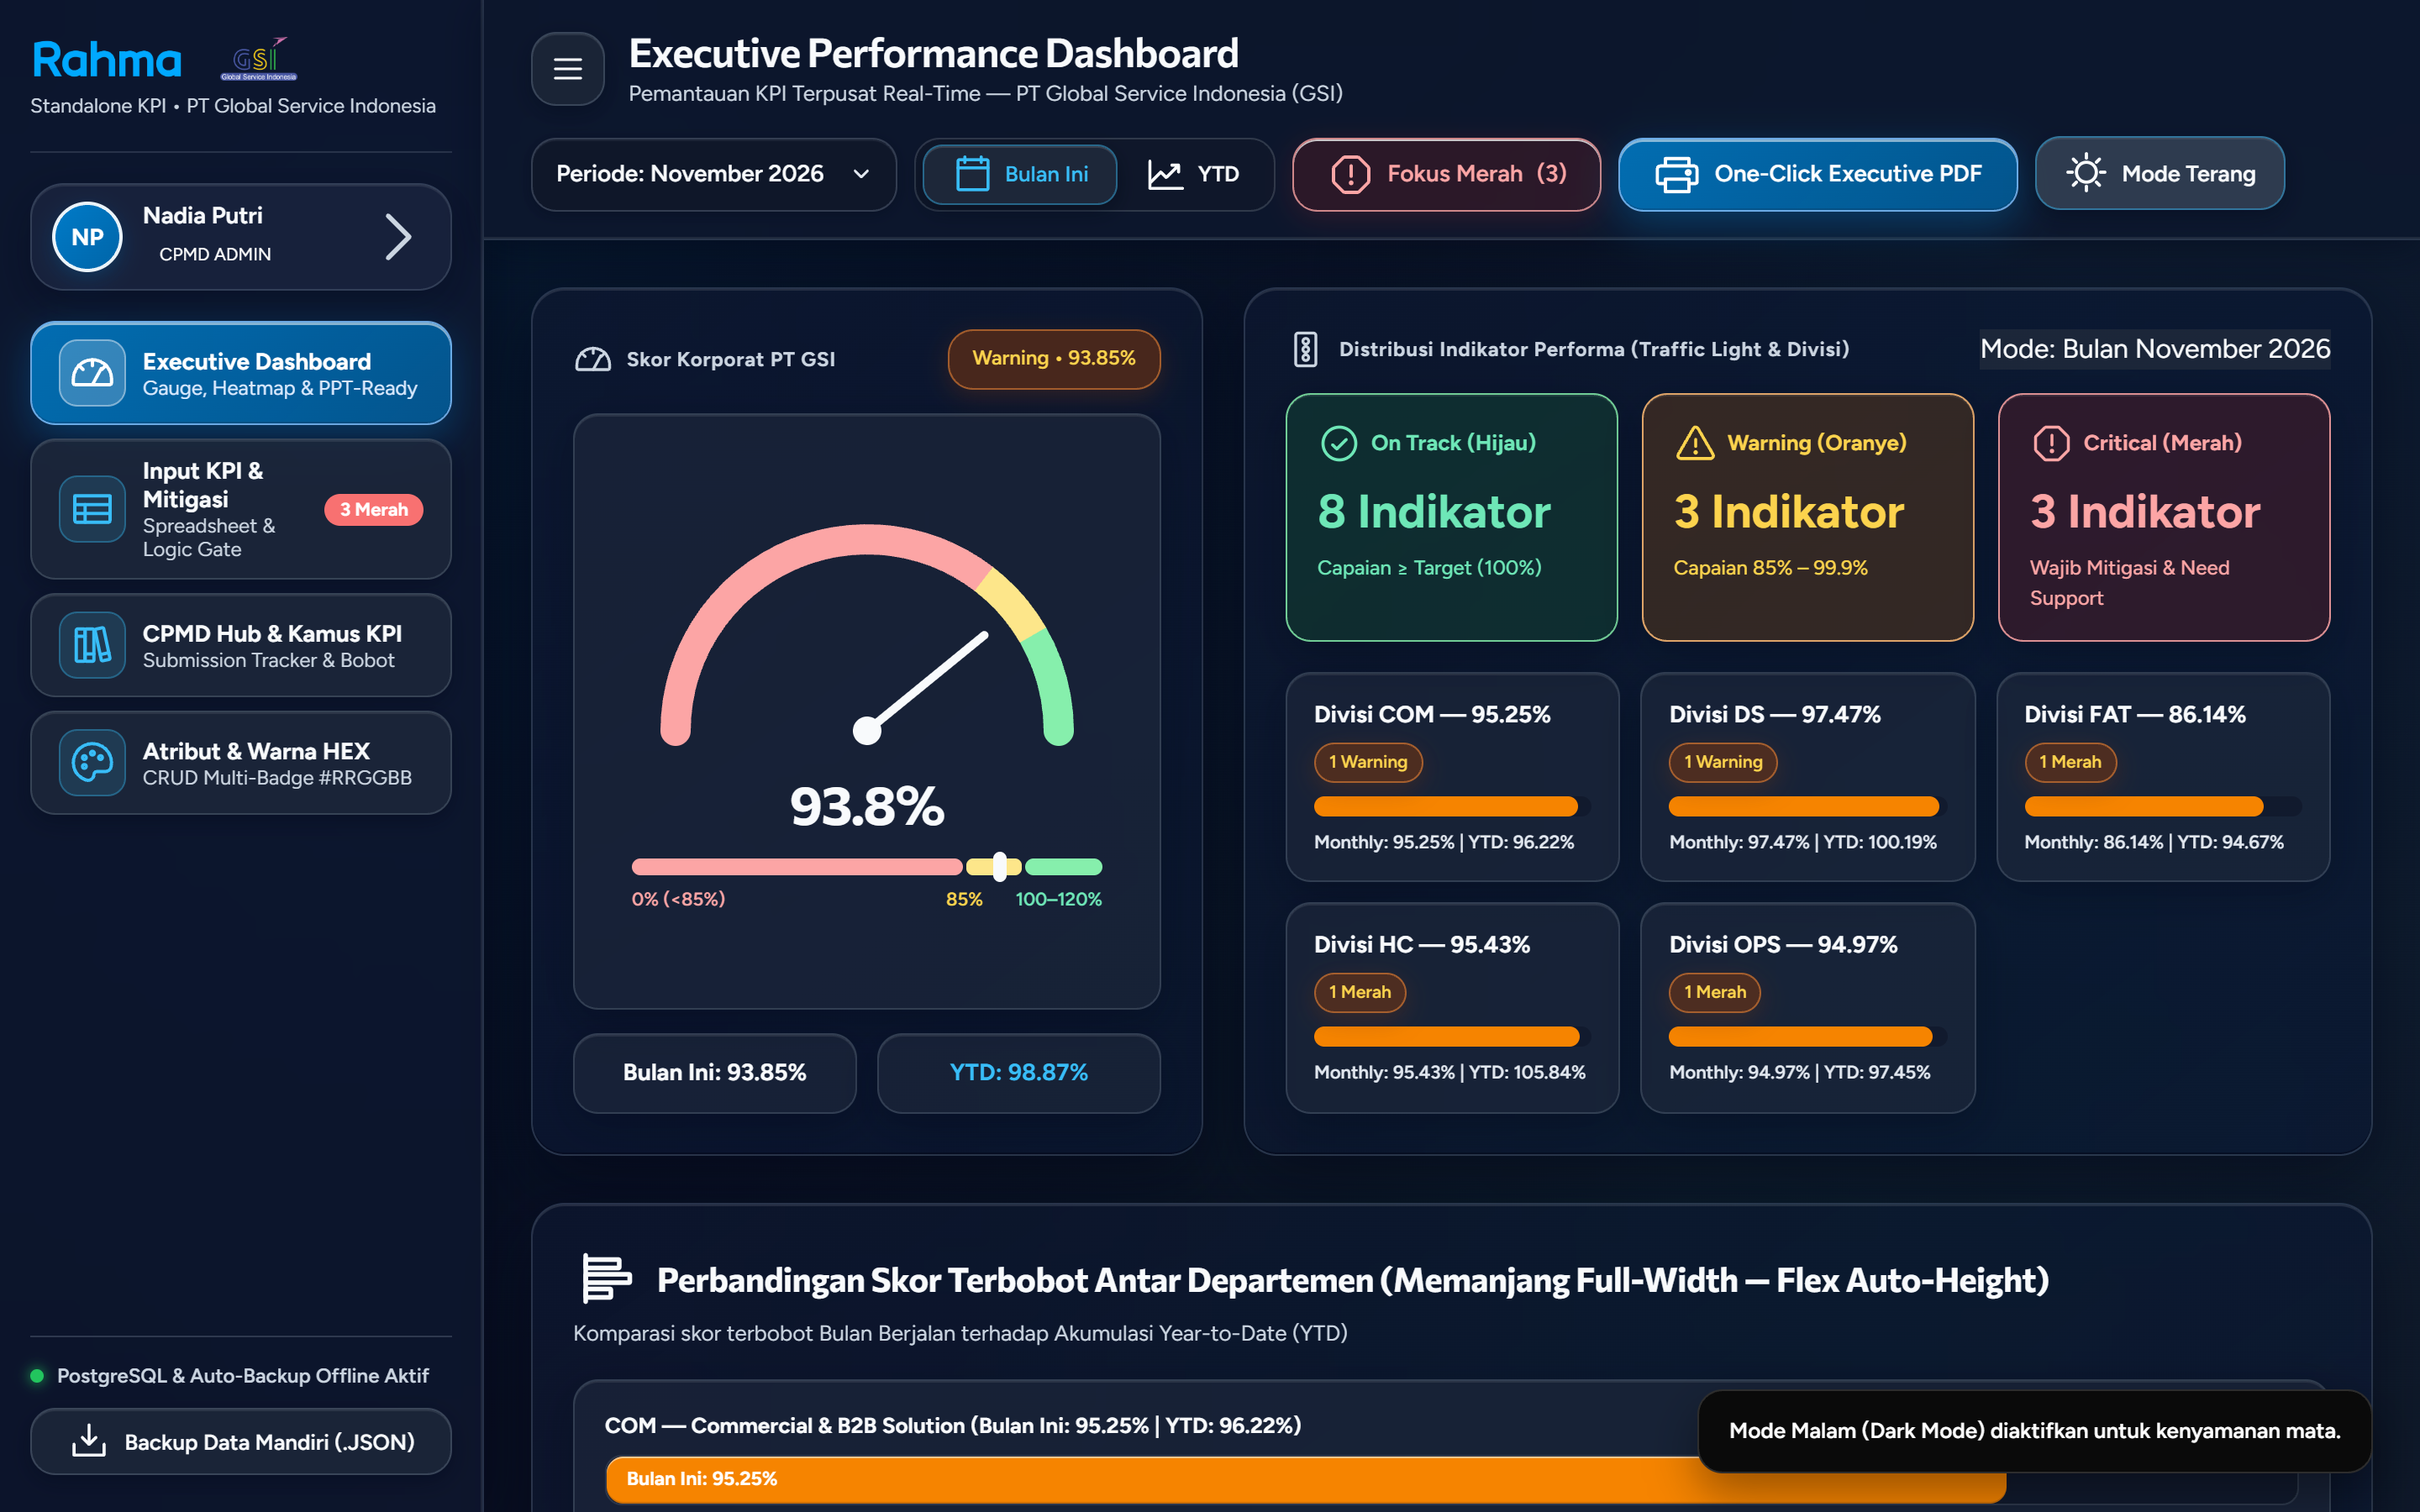 Rahma
GSI
Global Service Indonesia
Standalone KPI • PT Global Service Indonesia
NP
Nadia Putri
CPMD ADMIN
Executive Dashboard
Gauge, Heatmap & PPT-Ready
Input KPI &
Mitigasi
Spreadsheet &
Logic Gate
3 Merah
CPMD Hub & Kamus KPI
Submission Tracker & Bobot
Atribut & Warna HEX
CRUD Multi-Badge #RRGGBB
PostgreSQL & Auto-Backup Offline Aktif
Backup Data Mandiri (.JSON)
Executive Performance Dashboard
Pemantauan KPI Terpusat Real-Time — PT Global Service Indonesia (GSI)
Periode: November 2026
Bulan Ini
YTD
Fokus Merah (3)
One-Click Executive PDF
Mode Terang
Skor Korporat PT GSI
Warning • 93.85%
93.8%
0% (<85%)
85%
100–120%
Bulan Ini: 93.85%
YTD: 98.87%
Distribusi Indikator Performa (Traffic Light & Divisi)
Mode: Bulan November 2026
On Track (Hijau)
8 Indikator
Capaian ≥ Target (100%)
Warning (Oranye)
3 Indikator
Capaian 85% – 99.9%
Critical (Merah)
3 Indikator
Wajib Mitigasi & Need
Support
Divisi COM — 95.25%
1 Warning
Monthly: 95.25% | YTD: 96.22%
Divisi DS — 97.47%
1 Warning
Monthly: 97.47% | YTD: 100.19%
Divisi FAT — 86.14%
1 Merah
Monthly: 86.14% | YTD: 94.67%
Divisi HC — 95.43%
1 Merah
Monthly: 95.43% | YTD: 105.84%
Divisi OPS — 94.97%
1 Merah
Monthly: 94.97% | YTD: 97.45%
Perbandingan Skor Terbobot Antar Departemen (Memanjang Full-Width — Flex Auto-Height)
Komparasi skor terbobot Bulan Berjalan terhadap Akumulasi Year-to-Date (YTD)
COM — Commercial & B2B Solution (Bulan Ini: 95.25% | YTD: 96.22%)
Bulan Ini: 95.25%
Mode Malam (Dark Mode) diaktifkan untuk kenyamanan mata.